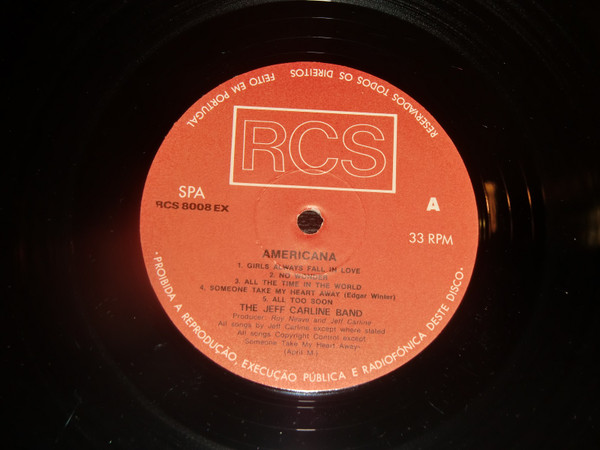 RESERVADOS TODOS OS DIREITOS
FEITO EM PORTUGAL
RCS
SPA
RCS 8008 EX
A
33 RPM
AMERICANA
1. GIRLS ALWAYS FALL IN LOVE
2. NO WONDER
3. ALL THE TIME IN THE WORLD
4. SOMEONE TAKE MY HEART AWAY (Edgar Winter)
5. ALL TOO SOON
THE JEFF CARLINE BAND
Producer: Roy and Jeff Carline
All songs by Jeff Carline except where stated
All songs Copyright Control except
Someone Take My Heart Away
(April M.)
• PROIBIDA A REPRODUÇÃO, EXECUÇÃO PÚBLICA E RADIOFÓNICA DESTE DISCO •